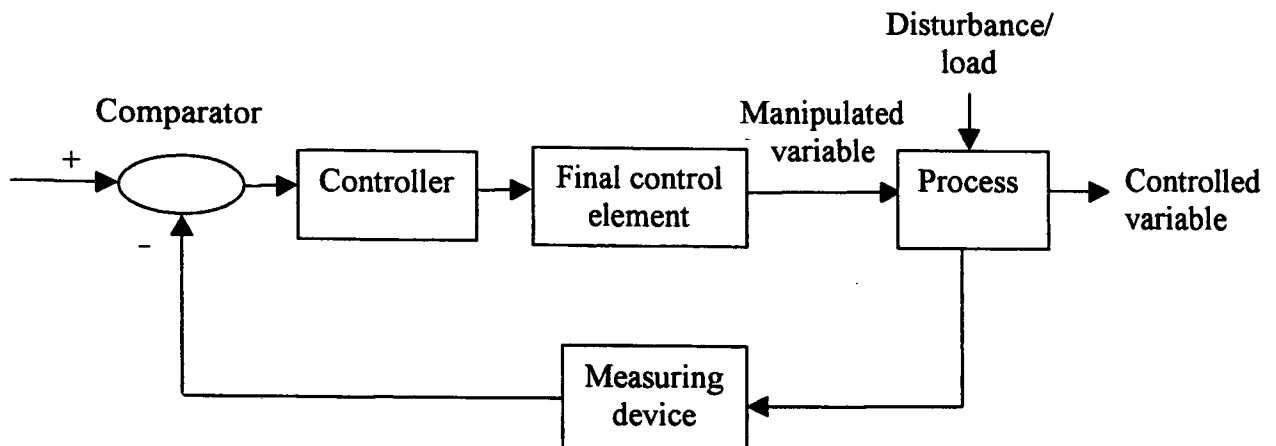 Disturbance/
load
Comparator
Manipulated
variable
+
Controller
Final control
element
Process
Controlled
variable
-
Measuring
device